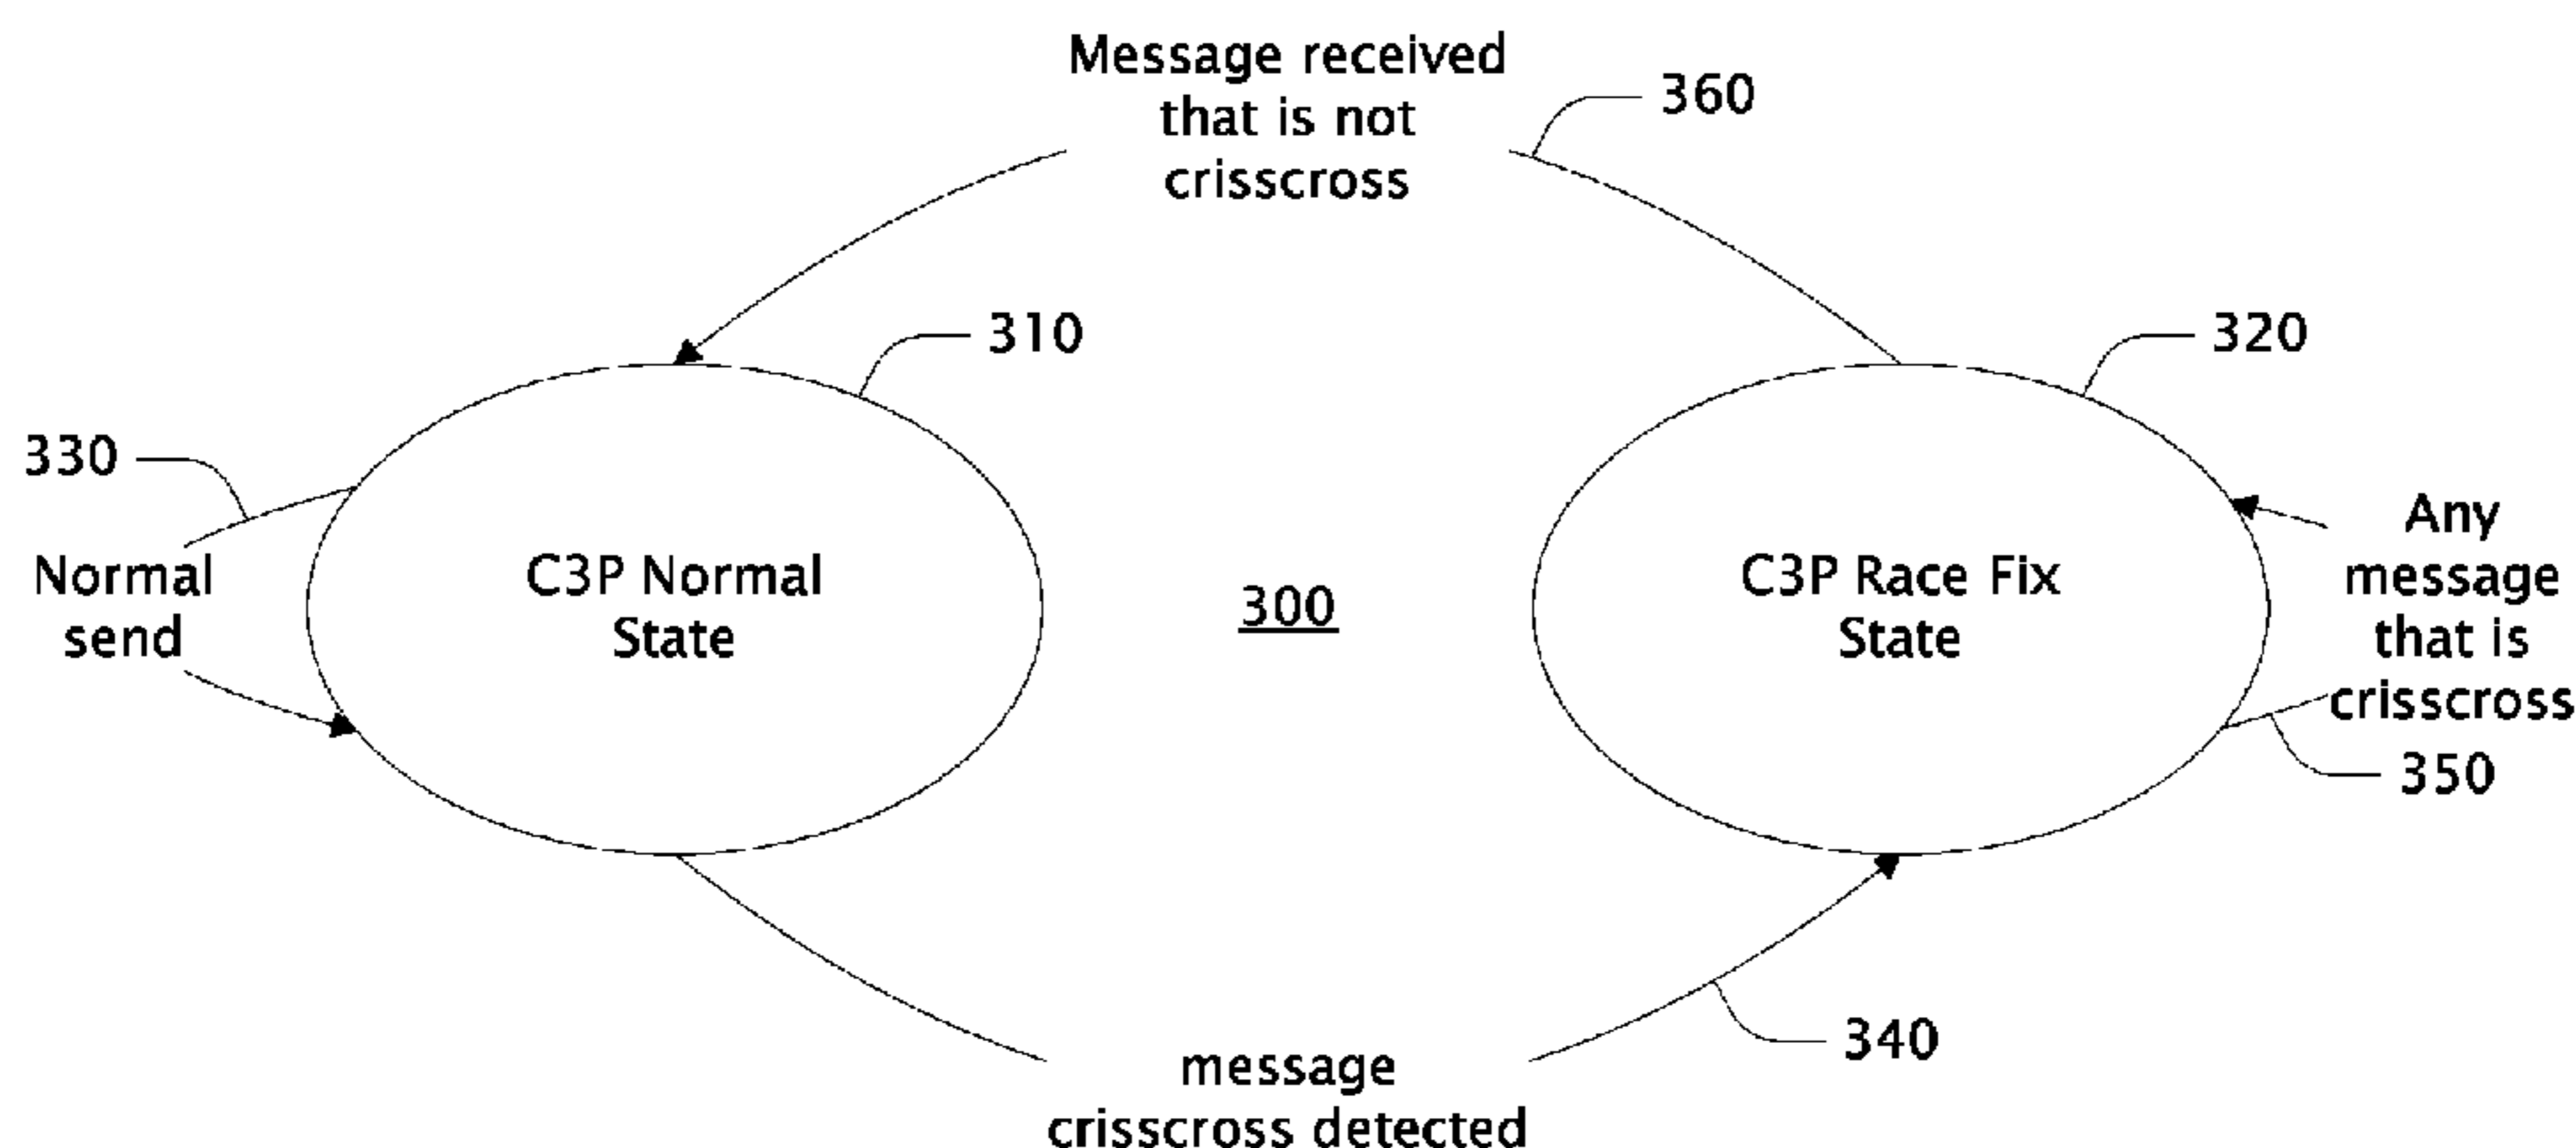 Message received
that is not
crisscross
360
310
320
330
Normal
send
C3P Normal
State
300
C3P Race Fix
State
Any
message
that is
crisscross
350
340
message
crisscross detected